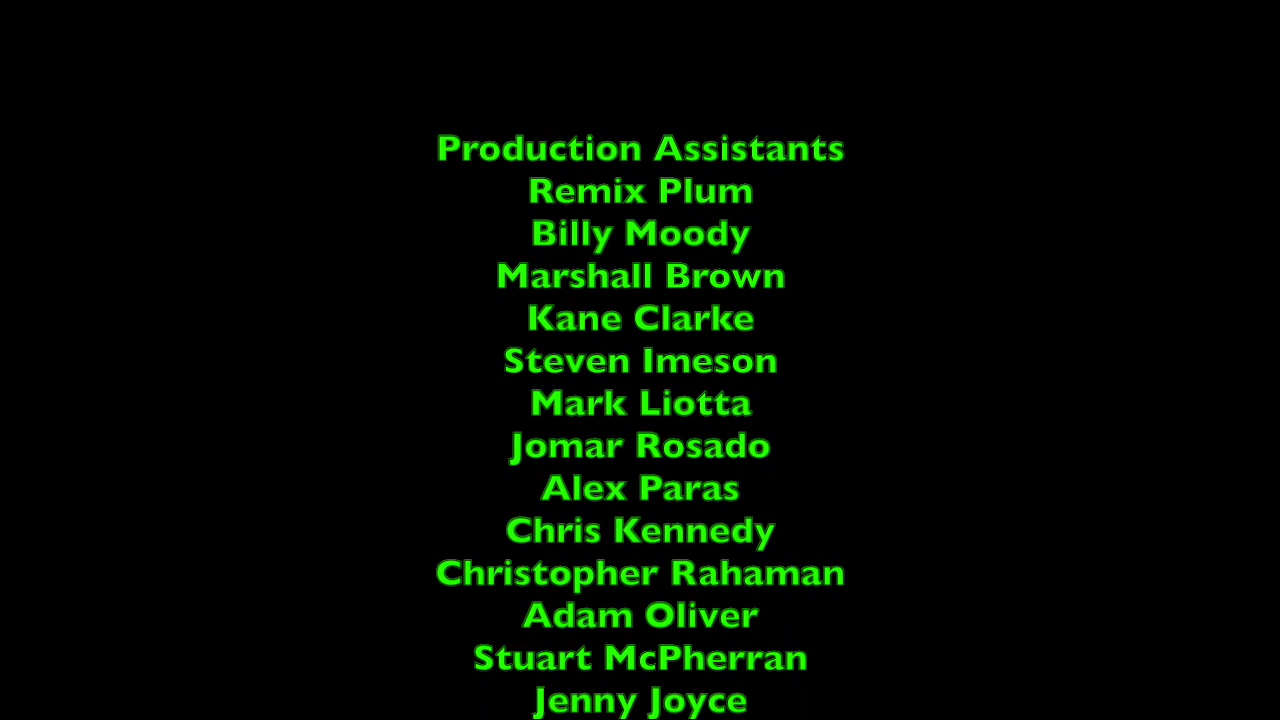 Production Assistants
Remix Plum
Billy Moody
Marshall Brown
Kane Clarke
Steven Imeson
Mark Liotta
Jomar Rosado
Alex Paras
Chris Kennedy
Christopher Rahaman
Adam Oliver
Stuart McPherran
Jenny Joyce